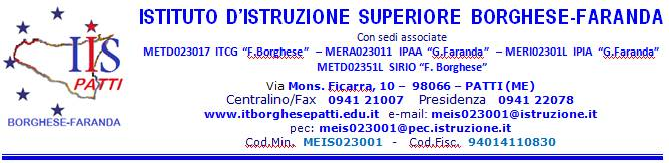 ISTITUTO D'ISTRUZIONE SUPERIORE BORGHESE-FARANDA
Con sedi associate
METD023017 ITCG "F.Borghese" – MERA023011 IPAA "G.Faranda" – MERI02301L IPIA "G.Faranda"
METD02351L SIRIO "F. Borghese"
Via Mons. Ficarra, 10 – 98066 – PATTI (ME)
Centralino/Fax 0941 21007 Presidenza 0941 22078
www.itborghesepatti.edu.it e-mail: meis023001@istruzione.it
pec: meis023001@pec.istruzione.it
Cod.Min. MEIS023001 - Cod.Fisc. 94014110830
IIS
PATTI
BORGHESE-FARANDA